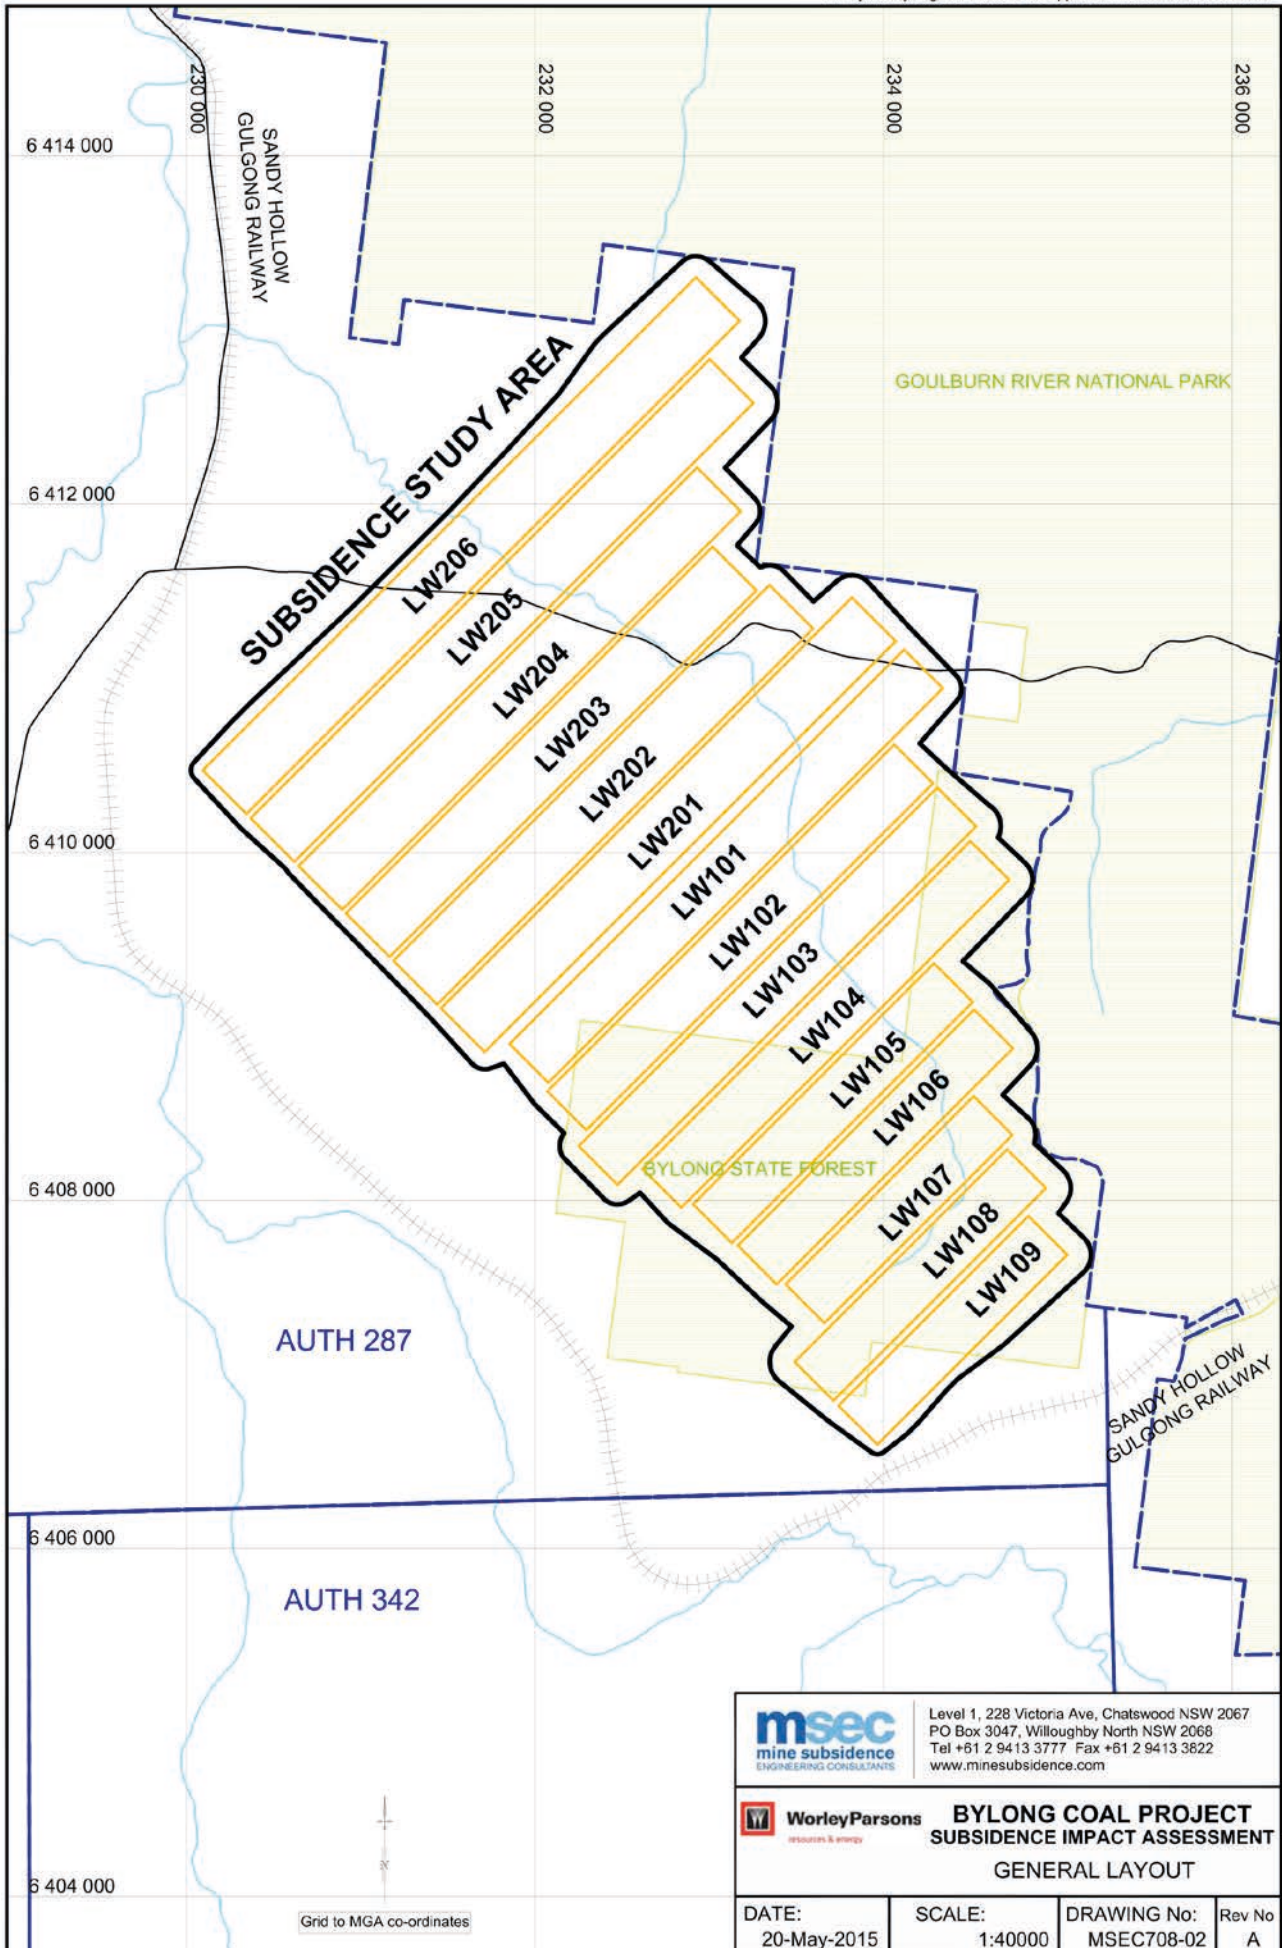 230 000
232 000
234 000
236 000
6 414 000
SANDY HOLLOW
GULGONG RAILWAY
GOULBURN RIVER NATIONAL PARK
6 412 000
SUBSIDENCE STUDY AREA
LW206
LW205
LW204
LW203
LW202
LW201
LW101
LW102
LW103
LW104
LW105
LW106
LW107
LW108
LW109
6 410 000
BYLONG STATE FOREST
6 408 000
AUTH 287
SANDY HOLLOW
GULGONG RAILWAY
6 406 000
AUTH 342
6 404 000
N
Grid to MGA co-ordinates
msec
mine subsidence
ENGINEERING CONSULTANTS
Level 1, 228 Victoria Ave, Chatswood NSW 2067
PO Box 3047, Willoughby North NSW 2068
Tel +61 2 9413 3777 Fax +61 2 9413 3822
www.minesubsidence.com
WorleyParsons
resources & energy
BYLONG COAL PROJECT
SUBSIDENCE IMPACT ASSESSMENT
GENERAL LAYOUT
DATE:
20-May-2015
SCALE:
1:40000
DRAWING No:
MSEC708-02
Rev No
A